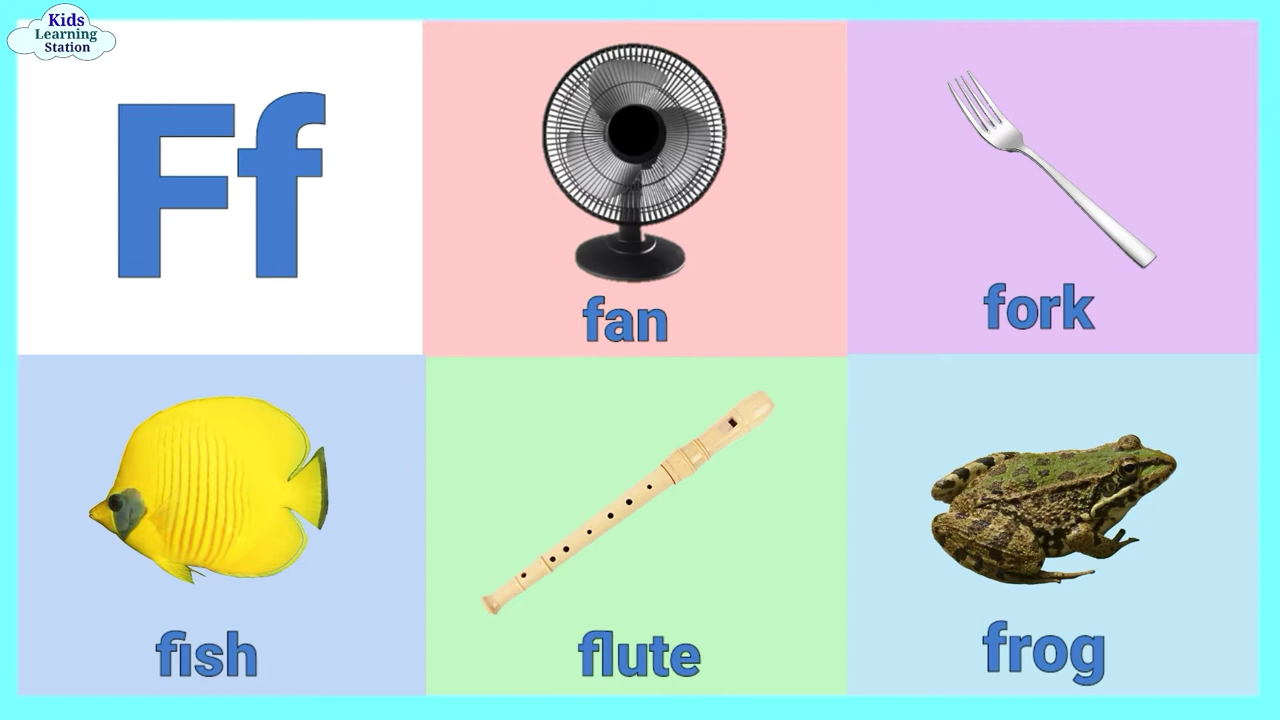 Kids
Learning
Station
Ff
fan
fork
fish
flute
frog